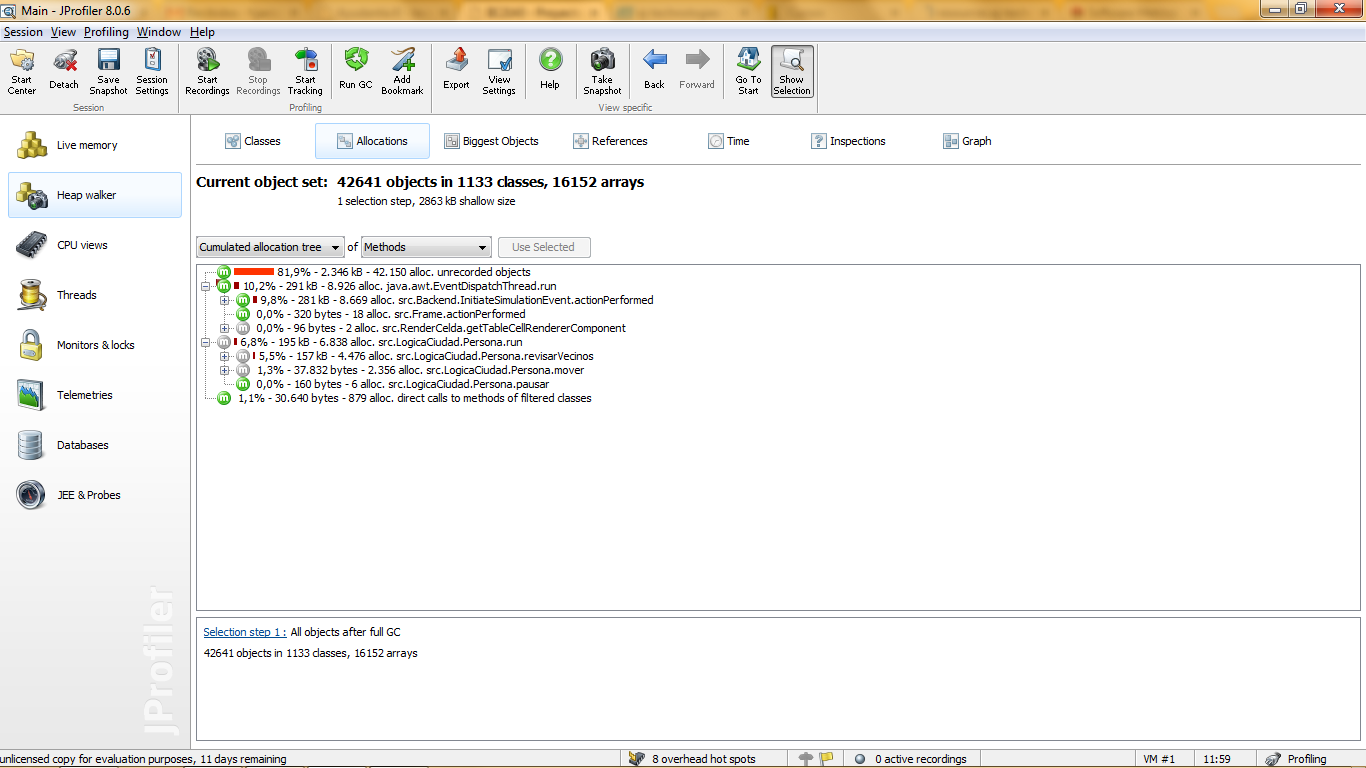 Main - JProfiler 8.0.6
Session View Profiling Window Help
Start Center
Detach
Save Snapshot
Session Settings
Start Recordings
Stop Recordings
Start Tracking
Run GC
Add Bookmark
Export
View Settings
Help
Take Snapshot
Back
Forward
Go To Start
Show Selection
Session
Profiling
View specific
Live memory
Heap walker
CPU views
Threads
Monitors & locks
Telemetries
Databases
JEE & Probes
JProfiler
Classes
Allocations
Biggest Objects
References
Time
Inspections
Graph
Current object set: 42641 objects in 1133 classes, 16152 arrays
1 selection step, 2863 kB shallow size
Cumulated allocation tree of Methods Use Selected
m 81,9% - 2.346 kB - 42.150 alloc. unrecorded objects
m 10,2% - 291 kB - 8.926 alloc. java.awt.EventDispatchThread.run
m 9,8% - 281 kB - 8.669 alloc. src.Backend.InitiateSimulationEvent.actionPerformed
m 0,0% - 320 bytes - 18 alloc. src.Frame.actionPerformed
m 0,0% - 96 bytes - 2 alloc. src.RenderCelda.getTableCellRendererComponent
m 6,8% - 195 kB - 6.838 alloc. src.LogicaCiudad.Persona.run
m 5,5% - 157 kB - 4.476 alloc. src.LogicaCiudad.Persona.revisarVecinos
m 1,3% - 37.832 bytes - 2.356 alloc. src.LogicaCiudad.Persona.mover
m 0,0% - 160 bytes - 6 alloc. src.LogicaCiudad.Persona.pausar
m 1,1% - 30.640 bytes - 879 alloc. direct calls to methods of filtered classes
Selection step 1 : All objects after full GC
42641 objects in 1133 classes, 16152 arrays
unlicensed copy for evaluation purposes, 11 days remaining
8 overhead hot spots
0 active recordings
VM #1
11:59
Profiling